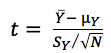 t = (Ȳ − μ_Y) / (S_Y/√N)